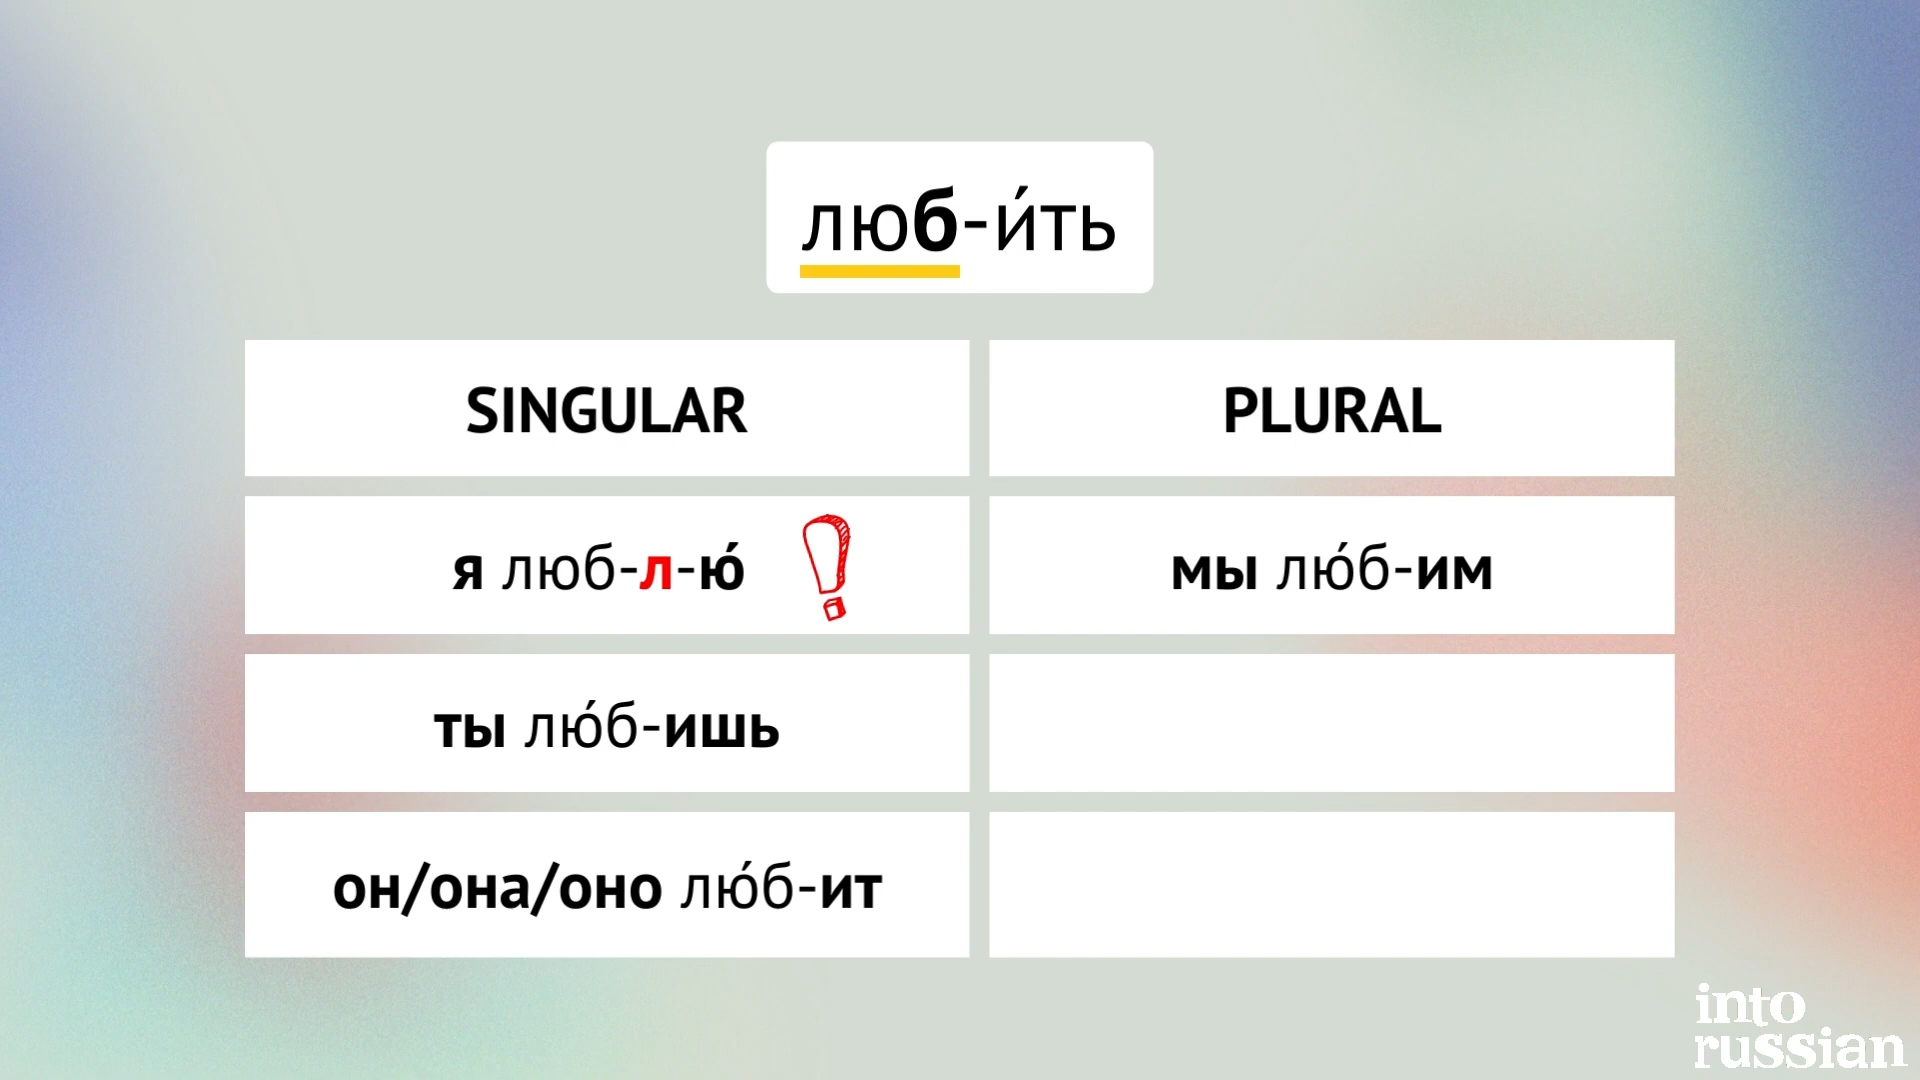 люб-и́ть
SINGULAR
PLURAL
я люб-л-ю́
мы лю́б-им
ты лю́б-ишь
он/она/оно лю́б-ит
into
russian